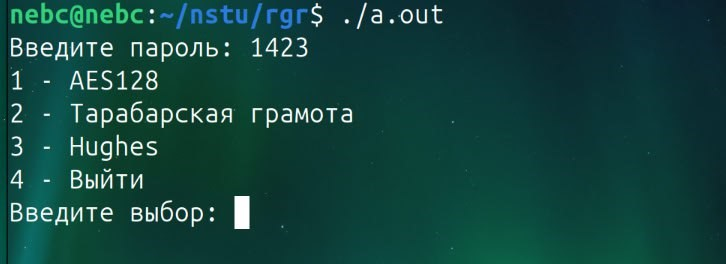 nebc@nebc:~/nstu/rgr$ ./a.out
Введите пароль: 1423
1 - AES128
2 - Тарабарская грамота
3 - Hughes
4 - Выйти
Введите выбор: